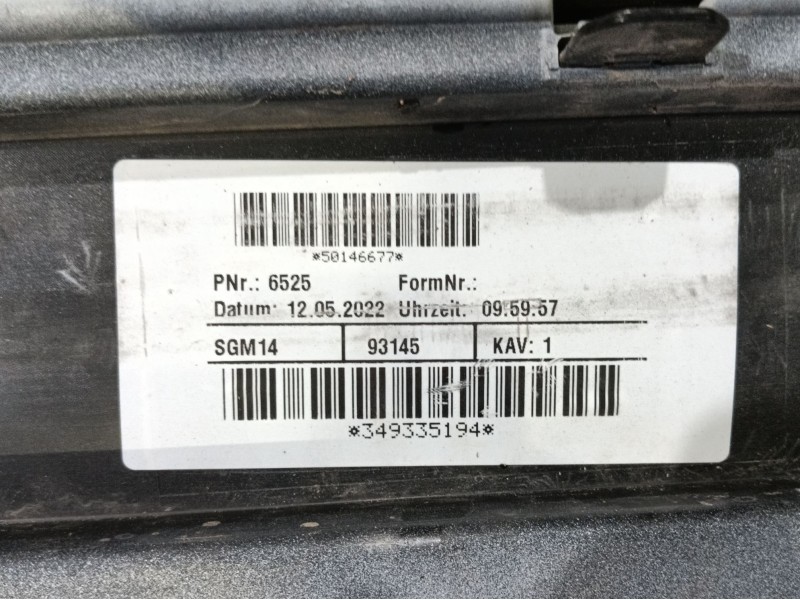 *50146677*
PNr.: 6525 FormNr.:
Datum: 12.05.2022 Uhrzeit: 09:59:57
SGM14 93145 KAV: 1
*349335194*